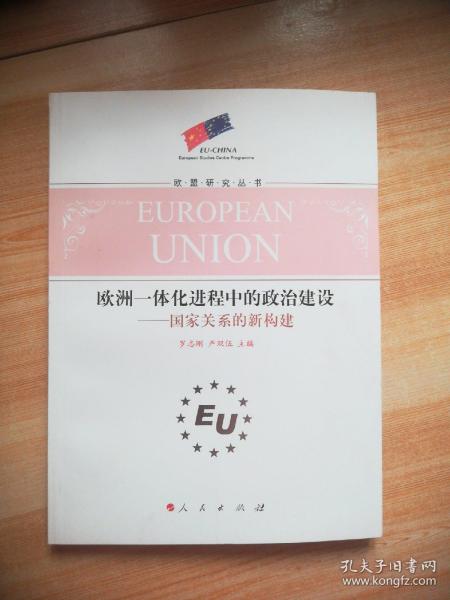 EU-CHINA
European Studies Centre Programme
欧·盟·研·究·丛·书
EUROPEAN
UNION
欧洲一体化进程中的政治建设
——国家关系的新构建
罗志刚 严双伍 主编
EU
人民出版社
孔夫子旧书网
www.kongfz.com